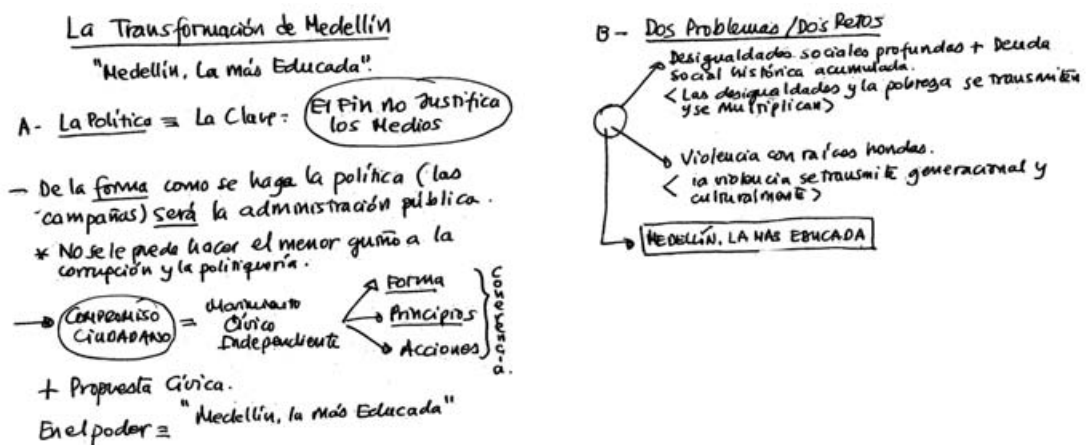 La Transformación de Medellín
"Medellín, La más Educada".
A - La Política ≡ La Clave =
El Fin no Justifica
los Medios
- De la forma como se haga la política (las
campañas) será la administración pública.
* No se le puede hacer el menor guiño a la
corrupción y la politiquería.
COMPROMISO
CIUDADANO
=
Movimiento
Cívico
Independiente
Forma
Principios
Acciones
Coherencia.
+ Propuesta Cívica.
En el poder ≡ "Medellín, la más Educada"
B - Dos Problemas / Dos Retos
Desigualdades sociales profundas + Deuda
social histórica acumulada.
< Las desigualdades y la pobreza se transmiten
y se multiplican >
Violencia con raíces hondas.
< la violencia se transmite generacional y
culturalmente >
MEDELLÍN, LA MAS EDUCADA